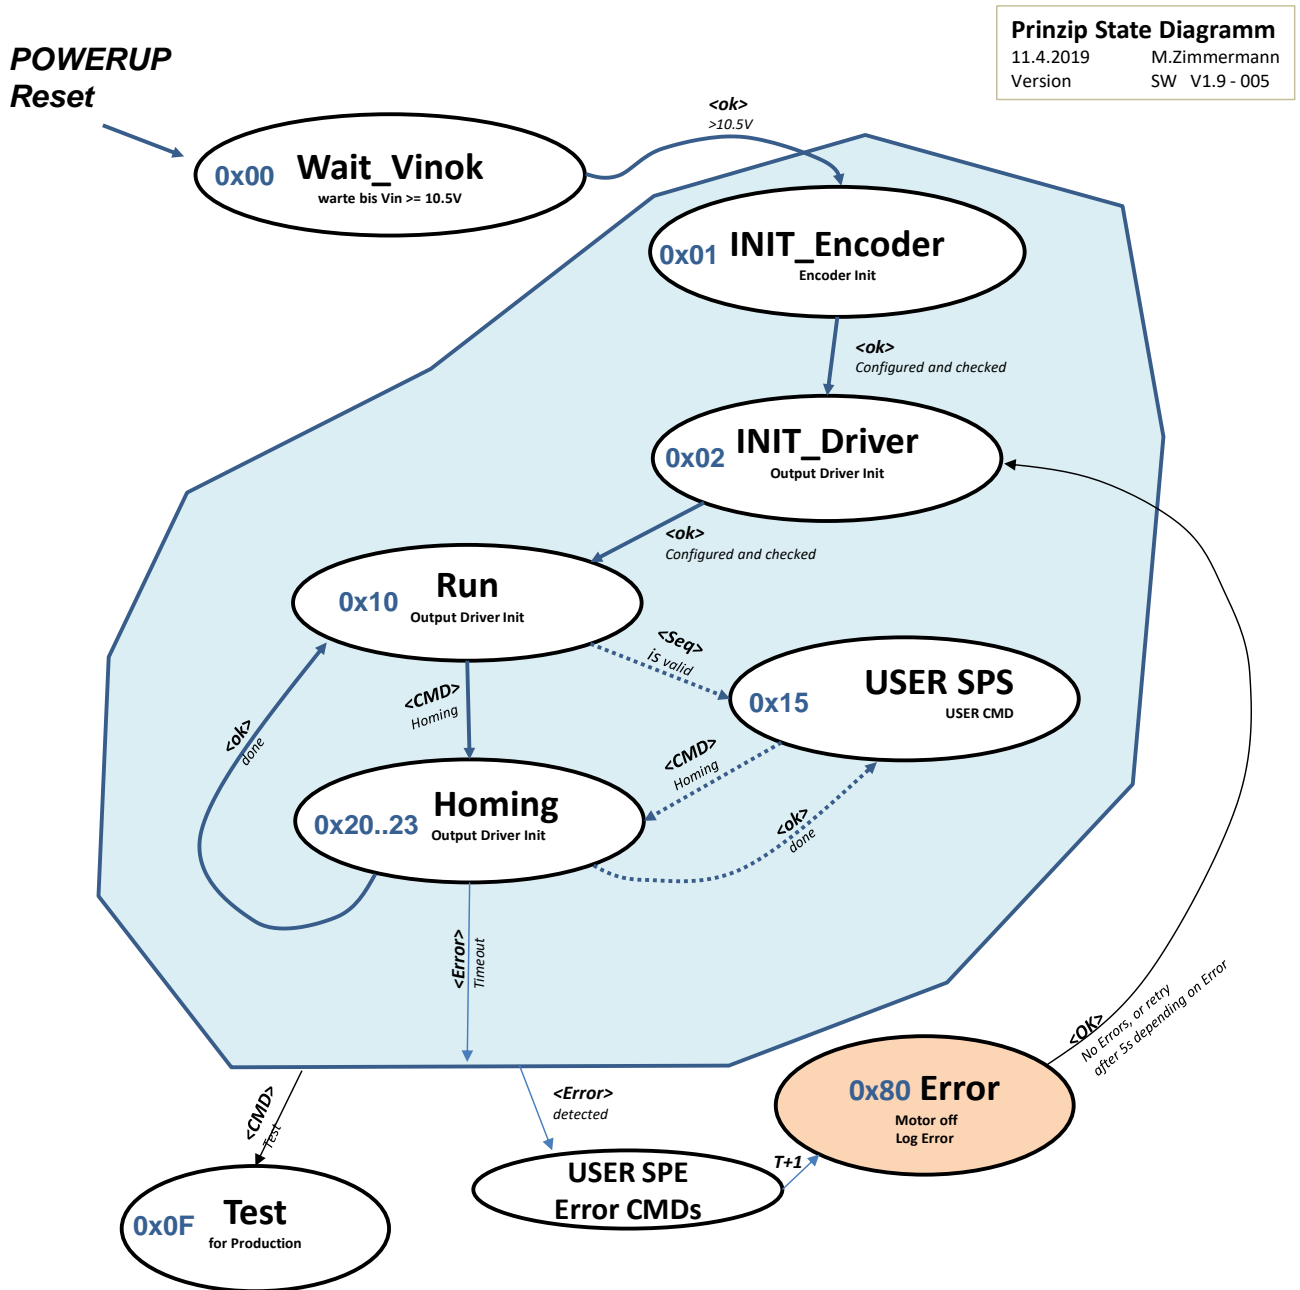 Prinzip State Diagramm
11.4.2019 M.Zimmermann
Version SW V1.9 - 005
POWERUP
Reset
<ok>
>10.5V
0x00 Wait_Vinok
warte bis Vin >= 10.5V
0x01 INIT_Encoder
Encoder Init
<ok>
Configured and checked
0x02 INIT_Driver
Output Driver Init
<ok>
Configured and checked
0x10 Run
Output Driver Init
<Seq>
is valid
0x15 USER SPS
USER CMD
<CMD>
Homing
<ok>
done
<CMD>
Homing
0x20..23 Homing
Output Driver Init
<ok>
done
<Error>
Timeout
<OK>
No Errors, or retry
after 5s depending on Error
<CMD>
Test
<Error>
detected
0x80 Error
Motor off
Log Error
T+1
USER SPE
Error CMDs
0x0F Test
for Production